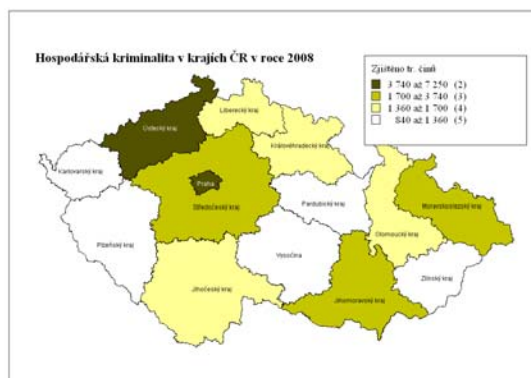 Hospodářská kriminalita v krajích ČR v roce 2008
Zjištěno tr. činů
3 740 až 7 250 (2)
1 700 až 3 740 (3)
1 360 až 1 700 (4)
840 až 1 360 (5)
Liberecký kraj
Ústecký kraj
Královéhradecký kraj
Karlovarský kraj
Praha
Středočeský kraj
Pardubický kraj
Moravskoslezský kraj
Olomoucký kraj
Plzeňský kraj
Vysočina
Zlínský kraj
Jihočeský kraj
Jihomoravský kraj